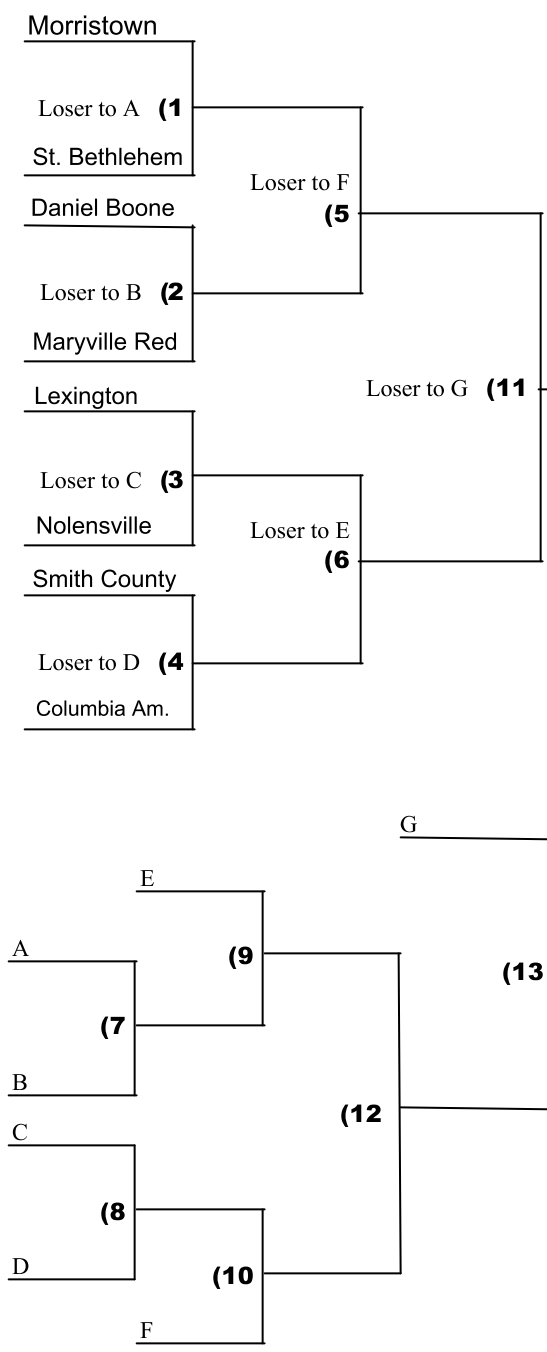 Morristown
Loser to A (1
St. Bethlehem
Loser to F
Daniel Boone
(5
Loser to B (2
Maryville Red
Loser to G (11
Lexington
Loser to C (3
Nolensville
Loser to E
(6
Smith County
Loser to D (4
Columbia Am.
G
E
A
(9
(13
(7
B
(12
C
(8
D
(10
F